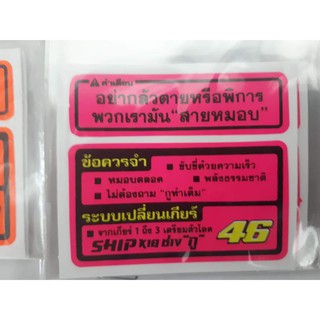 ⚠ คำเตือน
อย่ากลัวตายหรือพิการ
พวกเรามัน"สายหมอบ"
ข้อควรจำ ■ ขับขี่ด้วยความเร็ว
■ หมอบตลอด ■ พลังธรรมชาติ
■ ไม่ต้องถาม "กูทำเต็ม"
ระบบเปลี่ยนเกียร์
■ จากเกียร์ 1 ถึง 3 เตรียมตัวโดด
SHIP 46